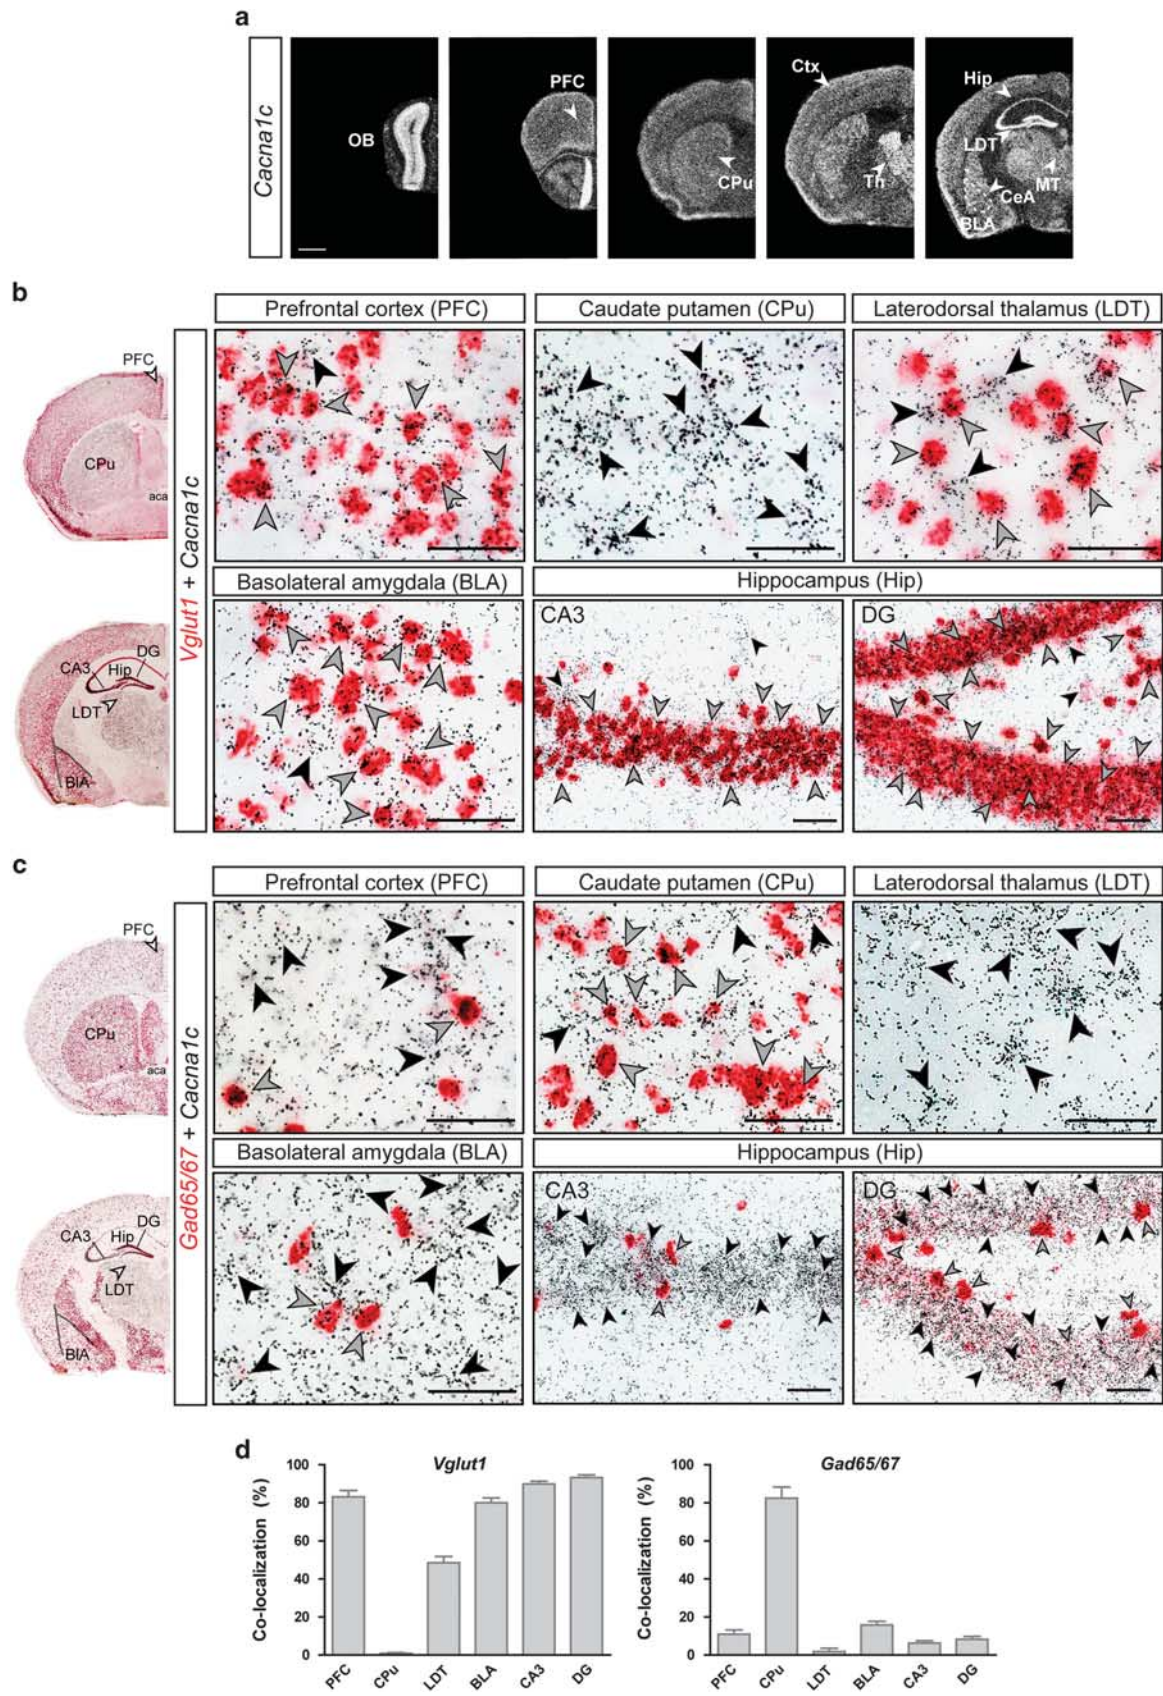 a
Cacna1c
OB
PFC
CPu
Ctx
Th
Hip
LDT
MT
CeA
BLA
b
Vglut1 + Cacna1c
PFC
CPu
aca
CA3
Hip
DG
LDT
BlA
Prefrontal cortex (PFC)
Caudate putamen (CPu)
Laterodorsal thalamus (LDT)
Basolateral amygdala (BLA)
Hippocampus (Hip)
CA3
DG
c
Gad65/67 + Cacna1c
PFC
CPu
aca
CA3
Hip
DG
LDT
BlA
Prefrontal cortex (PFC)
Caudate putamen (CPu)
Laterodorsal thalamus (LDT)
Basolateral amygdala (BLA)
Hippocampus (Hip)
CA3
DG
d
Vglut1
Co-localization (%)
100
80
60
40
20
0
PFC
CPu
LDT
BLA
CA3
DG
Gad65/67
Co-localization (%)
100
80
60
40
20
0
PFC
CPu
LDT
BLA
CA3
DG